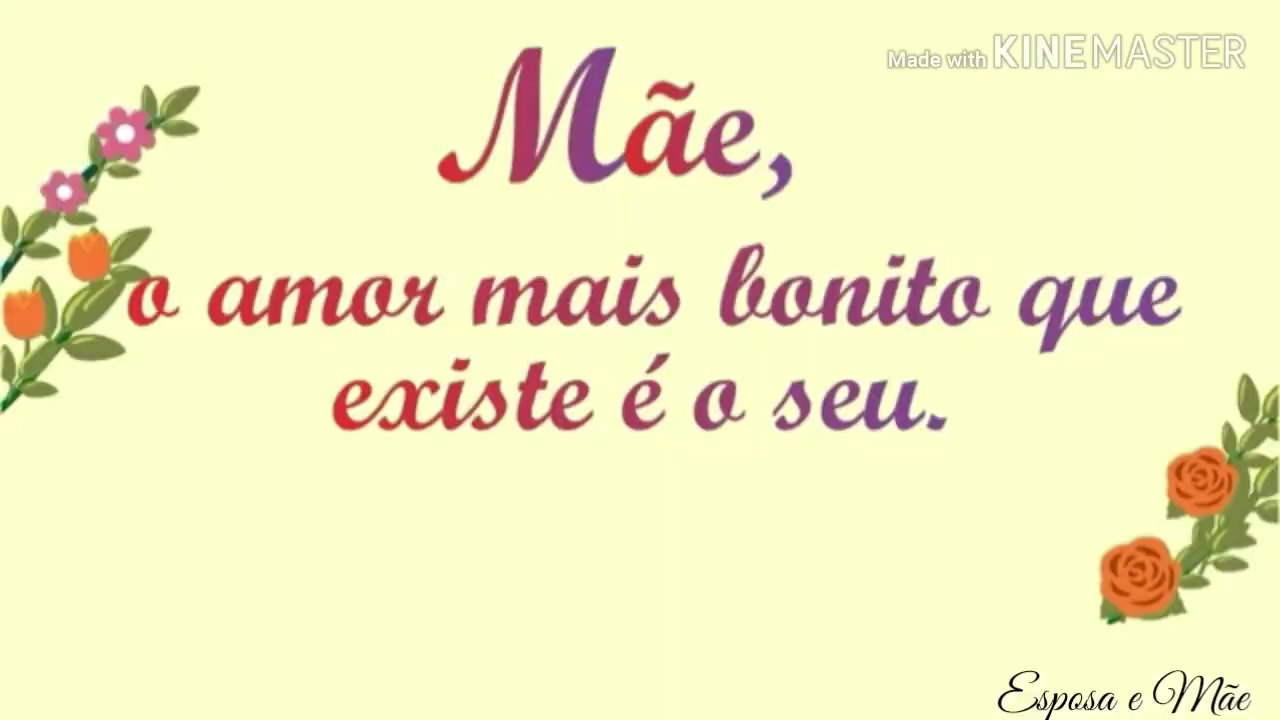 Made with KINEMASTER
Mãe,
o amor mais bonito que
existe é o seu.
Esposa e Mãe